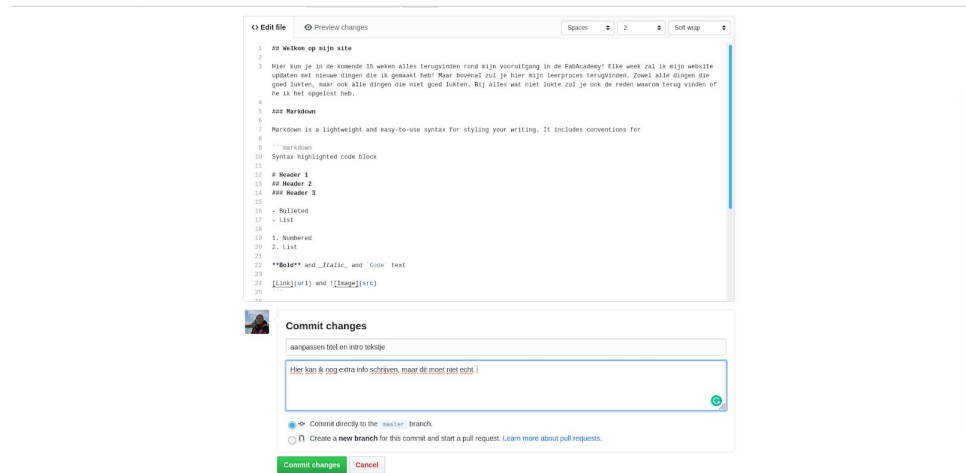 Edit file
Preview changes
Spaces
2
Soft wrap
1 ## Welkom op mijn site
2
3 Hier kun je in de komende 15 weken alles terugvinden rond mijn vooruitgang in de FabAcademy! Elke week zal ik mijn website
updaten met nieuwe dingen die ik gemaakt heb! Maar bovenal zul je hier mijn leerproces terugvinden. Zowel alle dingen die
goed lukten, maar ook alle dingen die niet goed lukten. Bij alles wat niet lukte zul je ock de reden waarom terug vinden of
he ik het opgelost heb.
4
5 ### Markdown
6
7 Markdown is a lightweight and easy-to-use syntax for styling your writing. It includes conventions for
8
9 ```markdown
10 Syntax highlighted code block
11
12 # Header 1
13 ## Header 2
14 ### Header 3
15
16 - Bulleted
17 - List
18
19 1. Numbered
20 2. List
21
22 **Bold** and _Italic_ and `Code` text
23
24 [Link](url) and ![Image](src)
25 ```
26
Commit changes
aanpassen titel en intro tekstje
Hier kan ik nog extra info schrijven, maar dit moet niet echt.
Commit directly to the master branch.
Create a new branch for this commit and start a pull request. Learn more about pull requests.
Commit changes
Cancel